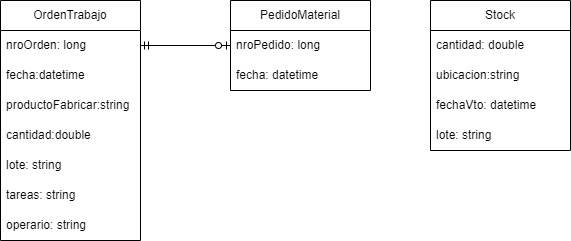 OrdenTrabajo
nroOrden: long
fecha:datetime
productoFabricar:string
cantidad:double
lote: string
tareas: string
operario: string
PedidoMaterial
nroPedido: long
fecha: datetime
Stock
cantidad: double
ubicacion:string
fechaVto: datetime
lote: string